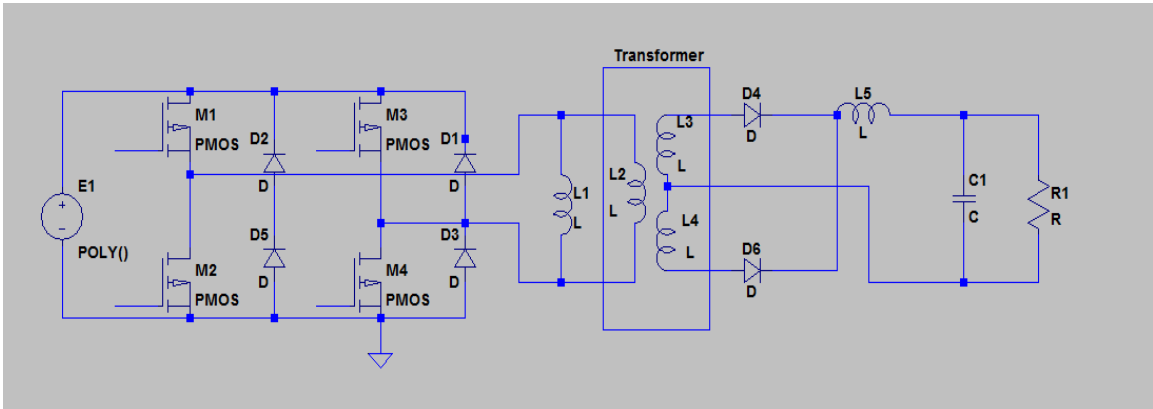 Transformer
M1
PMOS
M3
PMOS
D2
D
D1
D
E1
POLY()
M2
PMOS
D5
D
M4
PMOS
D3
D
L1
L
L2
L
L3
L
L4
L
D4
D
D6
D
L5
L
C1
C
R1
R
+
−